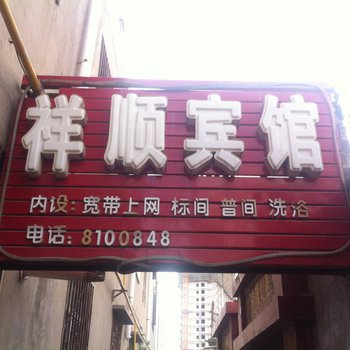 祥顺宾馆
内设: 宽带上网 标间 普间 洗浴
电话: 8100848